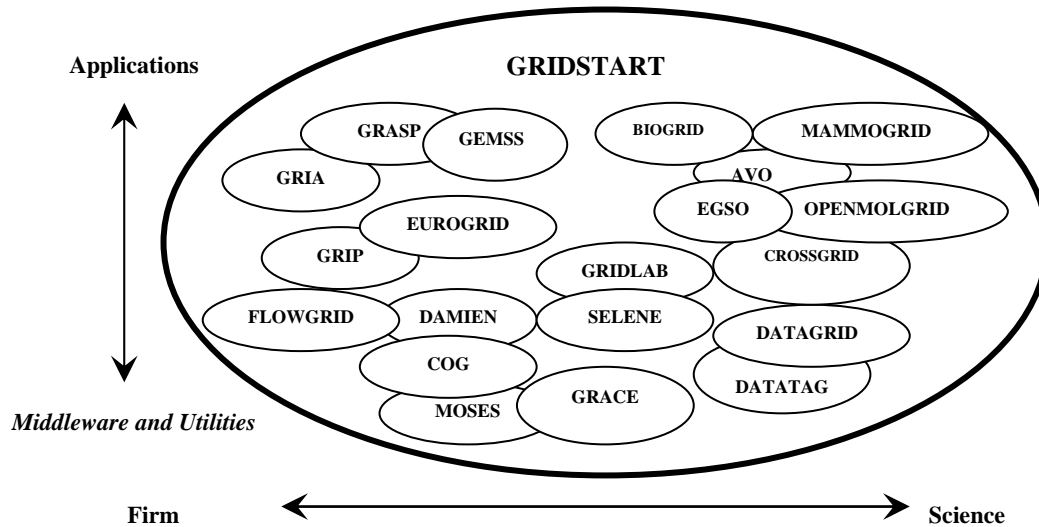 Applications
GRIDSTART
GRASP
GEMSS
BIOGRID
MAMMOGRID
GRIA
AVO
EGSO
OPENMOLGRID
EUROGRID
GRIP
GRIDLAB
CROSSGRID
FLOWGRID
DAMIEN
SELENE
DATAGRID
COG
DATATAG
MOSES
GRACE
Middleware and Utilities
Firm
Science